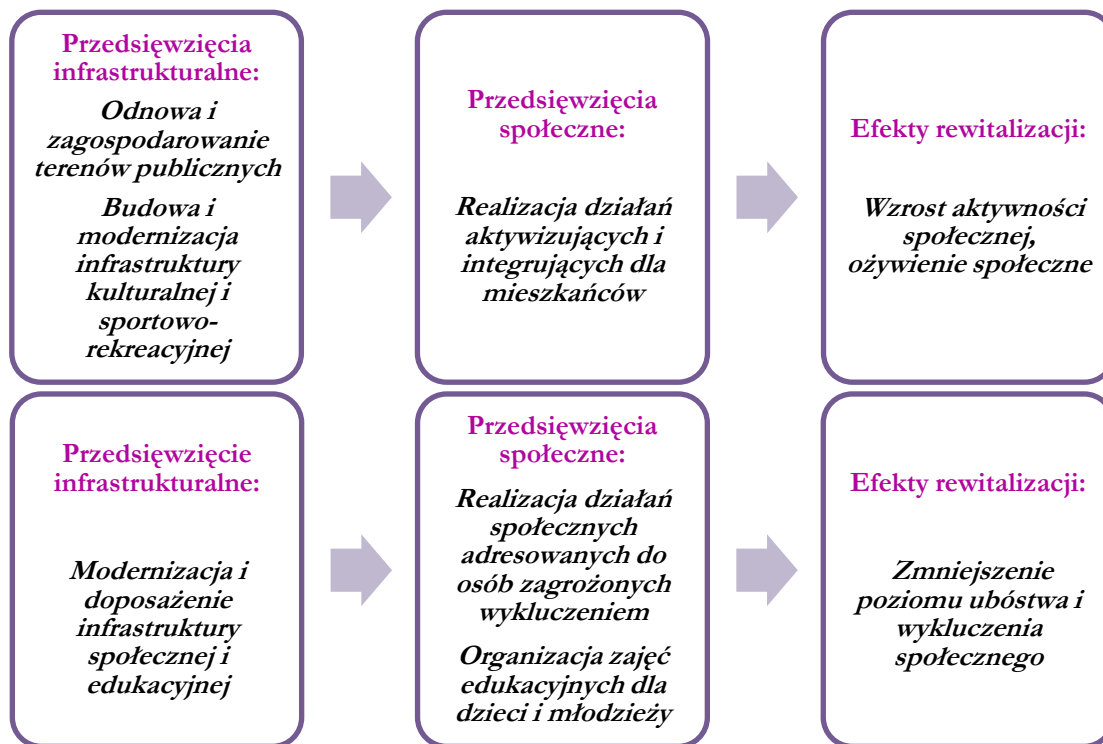 Przedsięwzięcia
infrastrukturalne:
Odnowa i
zagospodarowanie
terenów publicznych
Budowa i
modernizacja
infrastruktury
kulturalnej i
sportowo-
rekreacyjnej
Przedsięwzięcia
społeczne:
Realizacja działań
aktywizujących i
integrujących dla
mieszkańców
Efekty rewitalizacji:
Wzrost aktywności
społecznej,
ożywienie społeczne
Przedsięwzięcie
infrastrukturalne:
Modernizacja i
doposażenie
infrastruktury
społecznej i
edukacyjnej
Przedsięwzięcia
społeczne:
Realizacja działań
społecznych
adresowanych do
osób zagrożonych
wykluczeniem
Organizacja zajęć
edukacyjnych dla
dzieci i młodzieży
Efekty rewitalizacji:
Zmniejszenie
poziomu ubóstwa i
wykluczenia
społecznego